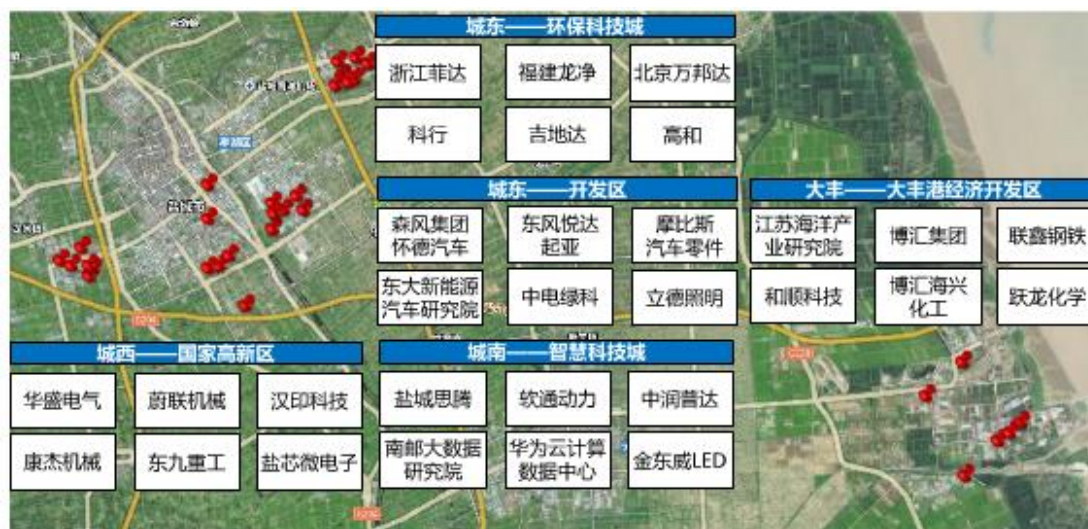 城东——环保科技城
浙江菲达
福建龙净
北京万邦达
科行
吉地达
高和
城东——开发区
森风集团
怀德汽车
东风悦达
起亚
摩比斯
汽车零件
东大新能源
汽车研究院
中电绿科
立德照明
大丰——大丰港经济开发区
江苏海洋产
业研究院
博汇集团
联鑫钢铁
和顺科技
博汇海兴
化工
跃龙化学
城西——国家高新区
华盛电气
蔚联机械
汉印科技
康杰机械
东九重工
盐芯微电子
城南——智慧科技城
盐城思腾
软通动力
中润普达
南邮大数据
研究院
华为云计算
数据中心
金东威LED